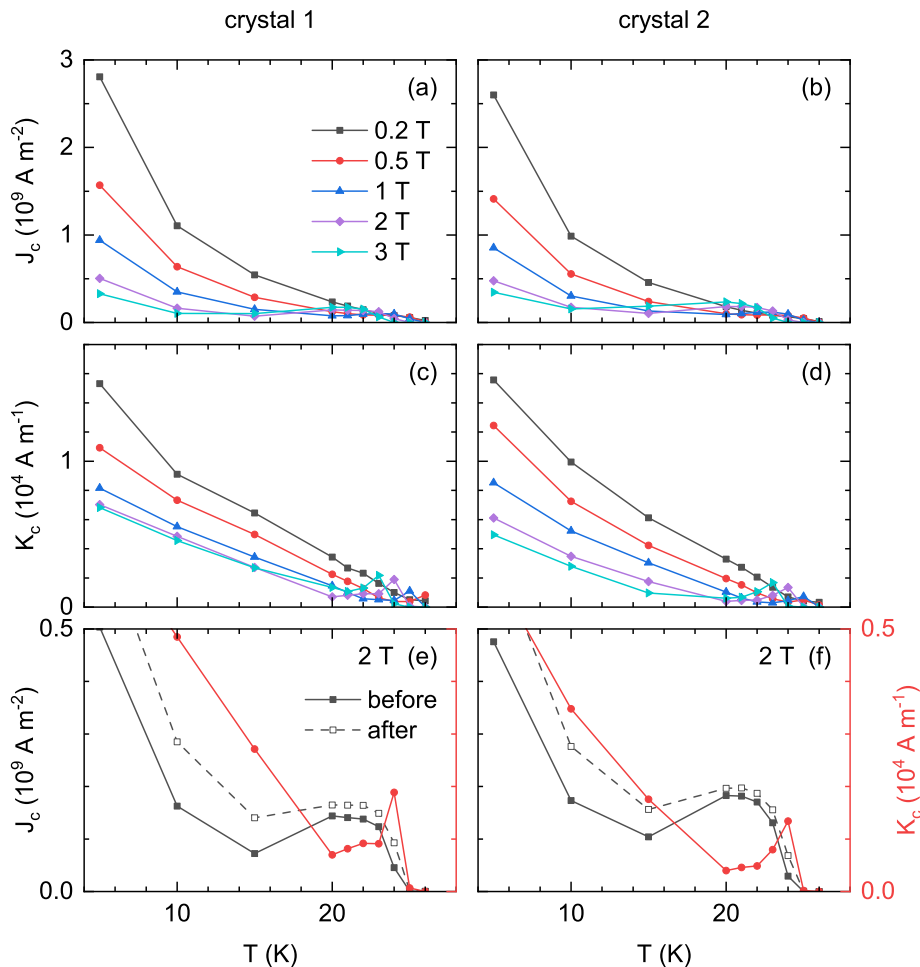 crystal 1
crystal 2
3
2
1
0
J_c (10^9 A m^-2)
(a)
0.2 T
0.5 T
1 T
2 T
3 T
(b)
1
0
K_c (10^4 A m^-1)
(c)
(d)
0.5
0.0
J_c (10^9 A m^-2)
2 T (e)
before
after
2 T (f)
0.5
0.0
K_c (10^4 A m^-1)
10
20
10
20
T (K)
T (K)